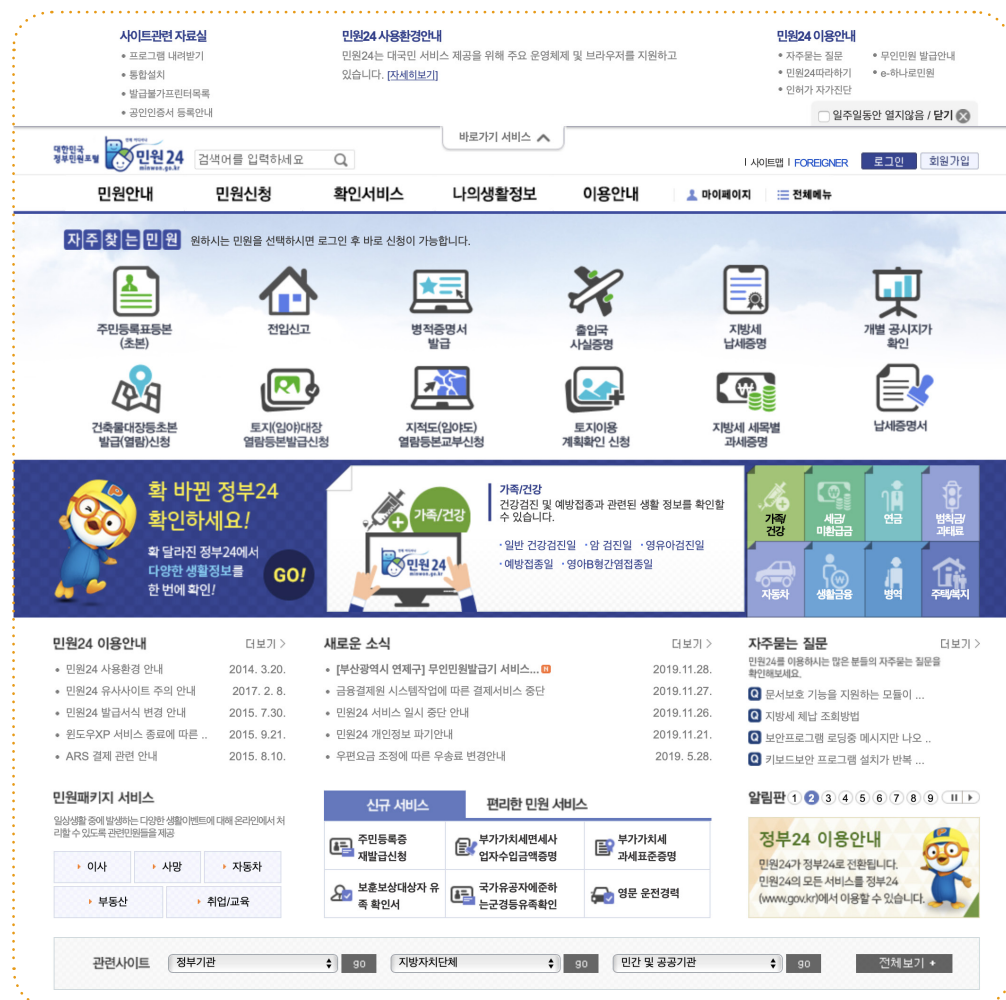 사이트관련 자료실
• 프로그램 내려받기
• 통합설치
• 발급불가프린터목록
• 공인인증서 등록안내
민원24 사용환경안내
민원24는 대국민 서비스 제공을 위해 주요 운영체제 및 브라우저를 지원하고
있습니다. [자세히보기]
민원24 이용안내
• 자주묻는 질문 • 무인민원 발급안내
• 민원24따라하기 • e-하나로민원
• 인허가 자가진단
일주일동안 열지않음 / 닫기
바로가기 서비스
대한민국
정부민원포털
민원24
minwon.go.kr
검색어를 입력하세요
사이트맵 FOREIGNER 로그인 회원가입
민원안내 민원신청 확인서비스 나의생활정보 이용안내 마이페이지 전체메뉴
자주찾는민원 원하시는 민원을 선택하시면 로그인 후 바로 신청이 가능합니다.
주민등록표등본
(초본)
전입신고
병적증명서
발급
출입국
사실증명
지방세
납세증명
개별 공시지가
확인
건축물대장등초본
발급(열람)신청
토지(임야)대장
열람등본발급신청
지적도(임야도)
열람등본교부신청
토지이용
계획확인 신청
지방세 세목별
과세증명
납세증명서
확 바뀐 정부24
확인하세요!
확 달라진 정부24에서
다양한 생활정보를
한 번에 확인!
GO!
가족/건강
민원24
minwon.go.kr
가족/건강
건강검진 및 예방접종과 관련된 생활 정보를 확인할
수 있습니다.
· 일반 건강검진일 · 암 검진일 · 영유아검진일
· 예방접종일 · 영아B형간염접종일
가족/
건강
세금/
미환급금
연금
범칙금/
과태료
자동차
생활금융
병역
주택복지
민원24 이용안내 더보기
• 민원24 사용환경 안내 2014. 3.20.
• 민원24 유사사이트 주의 안내 2017. 2. 8.
• 민원24 발급서식 변경 안내 2015. 7.30.
• 윈도우XP 서비스 종료에 따른 .. 2015. 9.21.
• ARS 결제 관련 안내 2015. 8.10.
새로운 소식 더보기
• [부산광역시 연제구] 무인민원발급기 서비스... 2019.11.28.
• 금융결제원 시스템작업에 따른 결제서비스 중단 2019.11.27.
• 민원24 서비스 일시 중단 안내 2019.11.26.
• 민원24 개인정보 파기안내 2019.11.21.
• 우편요금 조정에 따른 우송료 변경안내 2019. 5.28.
자주묻는 질문 더보기
민원24를 이용하시는 많은 분들의 자주묻는 질문을
확인해보세요.
Q 문서보호 기능을 지원하는 모듈이 ...
Q 지방세 체납 조회방법
Q 보안프로그램 로딩중 메시지만 나오 ..
Q 키보드보안 프로그램 설치가 반복 ...
민원패키지 서비스
일상생활 중에 발생하는 다양한 생활이벤트에 대해 온라인에서 처
리할 수 있도록 관련민원들을 제공
이사 사망 자동차
부동산 취업/교육
신규 서비스 편리한 민원 서비스
주민등록증
재발급신청
부가가치세면세사
업자수입금액증명
부가가치세
과세표준증명
보훈보상대상자 유
족 확인서
국가유공자에준하
는군경등유족확인
영문 운전경력
알림판 1 2 3 4 5 6 7 8 9
정부24 이용안내
민원24가 정부24로 전환됩니다.
민원24의 모든 서비스를 정부24
(www.gov.kr)에서 이용할 수 있습니다.
관련사이트 정부기관 go 지방자치단체 go 민간 및 공공기관 go 전체보기 +